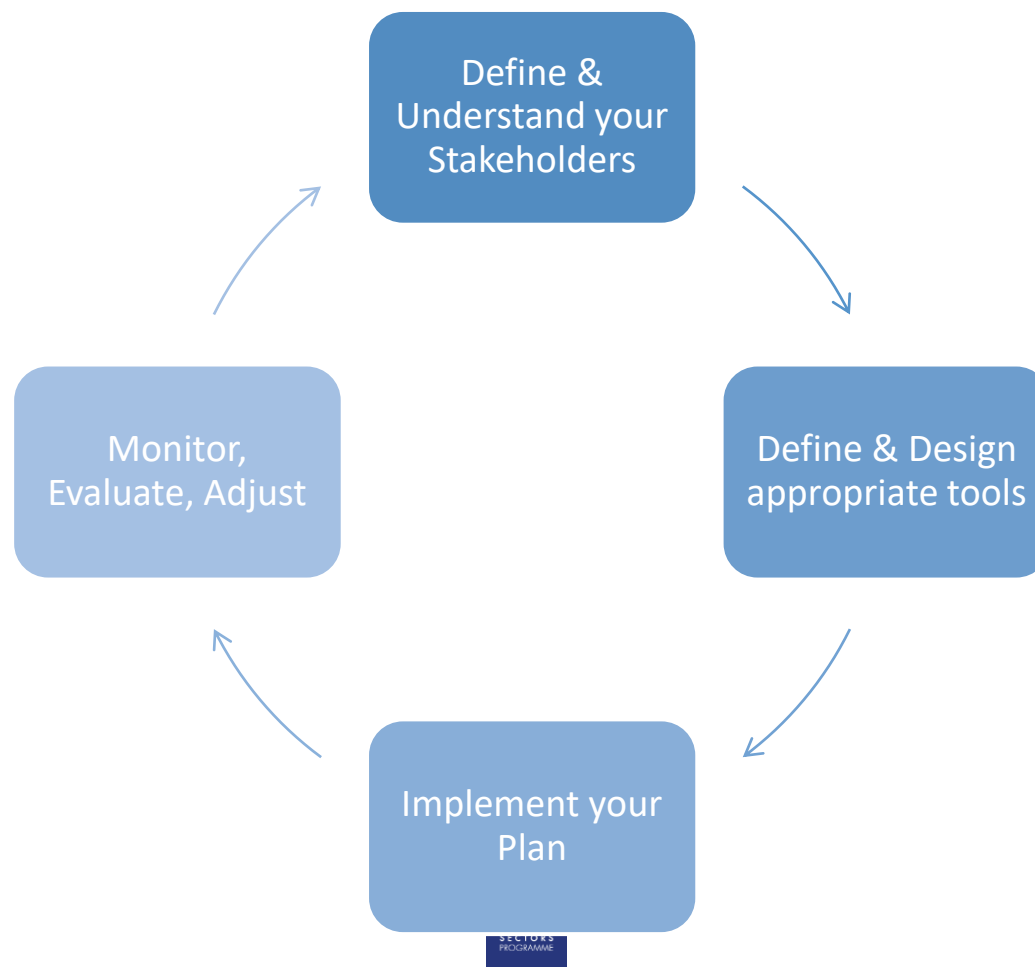 Define &
Understand your
Stakeholders
Define & Design
appropriate tools
Implement your
Plan
Monitor,
Evaluate, Adjust
SECTORS
PROGRAMME